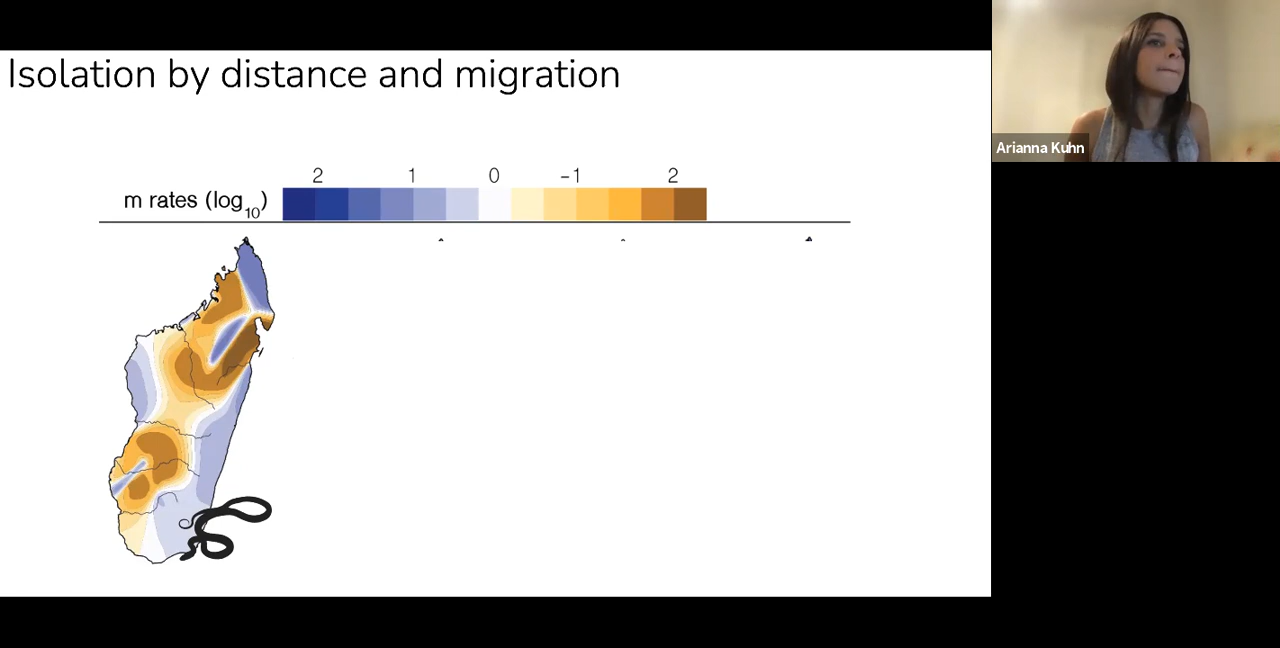 Isolation by distance and migration
Arianna Kuhn
2 1 0 −1 2
m rates (log10)